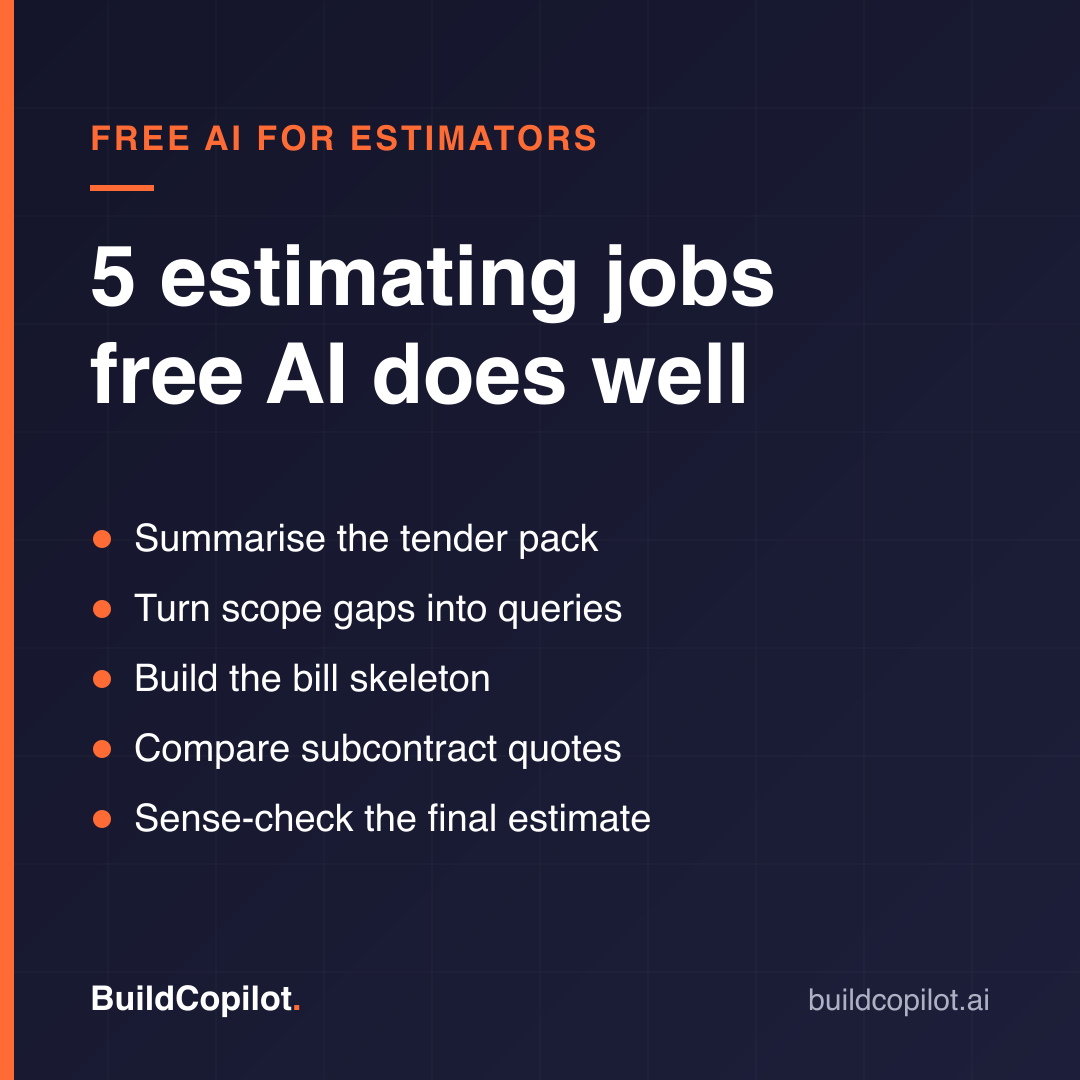 FREE AI FOR ESTIMATORS
5 estimating jobs
free AI does well
Summarise the tender pack
Turn scope gaps into queries
Build the bill skeleton
Compare subcontract quotes
Sense-check the final estimate
BuildCopilot.
buildcopilot.ai